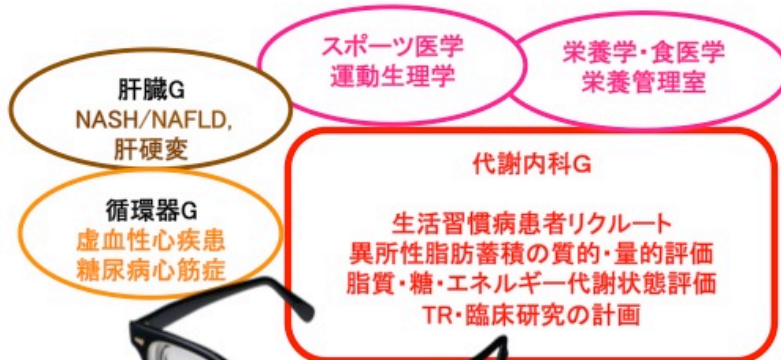 スポーツ医学
運動生理学
栄養学・食医学
栄養管理室
肝臓G
NASH/NAFLD,
肝硬変
循環器G
虚血性心疾患
糖尿病心筋症
代謝内科G
生活習慣病患者リクルート
異所性脂肪蓄積の質的・量的評価
脂質・糖・エネルギー代謝状態評価
TR・臨床研究の計画